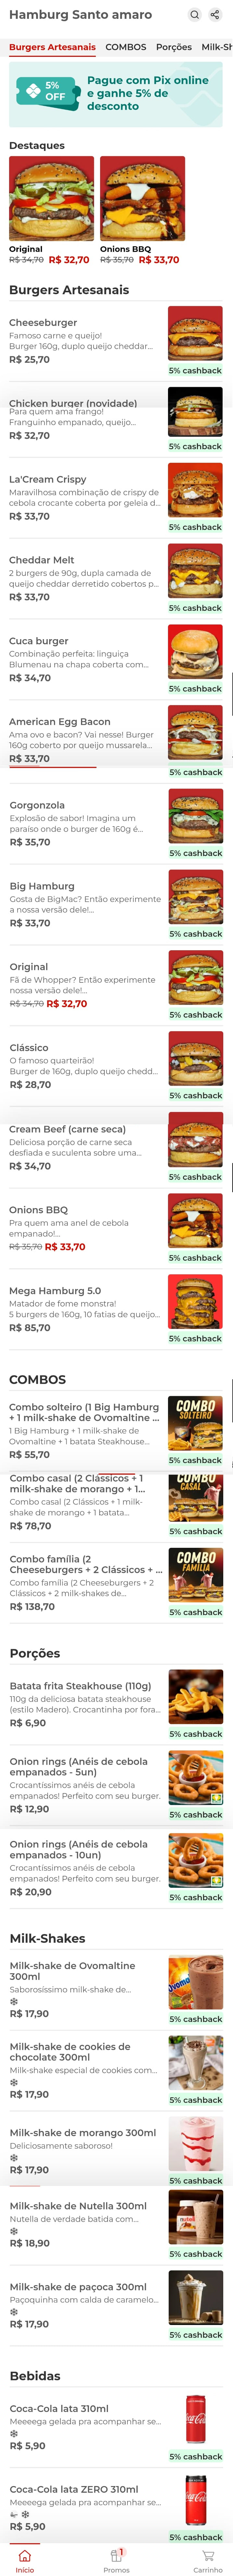 Hamburg Santo amaro
Burgers Artesanais COMBOS Porções Milk-Sh
5%
OFF
Pague com Pix online
e ganhe 5% de
desconto
Destaques
Original
R$ 34,70 R$ 32,70
Onions BBQ
R$ 35,70 R$ 33,70
Burgers Artesanais
Cheeseburger
Famoso carne e queijo!
Burger 160g, duplo queijo cheddar...
R$ 25,70
5% cashback
Chicken burger (novidade)
Para quem ama frango!
Franguinho empanado, queijo...
R$ 32,70
5% cashback
La'Cream Crispy
Maravilhosa combinação de crispy de
cebola crocante coberta por geleia d...
R$ 33,70
5% cashback
Cheddar Melt
2 burgers de 90g, dupla camada de
queijo cheddar derretido cobertos p...
R$ 33,70
5% cashback
Cuca burger
Combinação perfeita: linguiça
Blumenau na chapa coberta com...
R$ 34,70
5% cashback
American Egg Bacon
Ama ovo e bacon? Vai nesse! Burger
160g coberto por queijo mussarela...
R$ 33,70
5% cashback
Gorgonzola
Explosão de sabor! Imagina um
paraíso onde o burger de 160g é...
R$ 35,70
5% cashback
Big Hamburg
Gosta de BigMac? Então experimente
a nossa versão dele!...
R$ 33,70
5% cashback
Original
Fã de Whopper? Então experimente
nossa versão dele!...
R$ 34,70 R$ 32,70
5% cashback
Clássico
O famoso quarteirão!
Burger de 160g, duplo queijo chedd...
R$ 28,70
5% cashback
Cream Beef (carne seca)
Deliciosa porção de carne seca
desfiada e suculenta sobre uma...
R$ 34,70
5% cashback
Onions BBQ
Pra quem ama anel de cebola
empanado!...
R$ 35,70 R$ 33,70
5% cashback
Mega Hamburg 5.0
Matador de fome monstra!
5 burgers de 160g, 10 fatias de queijo...
R$ 85,70
5% cashback
COMBOS
Combo solteiro (1 Big Hamburg
+ 1 milk-shake de Ovomaltine ...
1 Big Hamburg + 1 milk-shake de
Ovomaltine + 1 batata Steakhouse...
R$ 55,70
COMBO
SOLTEIRO
5% cashback
Combo casal (2 Clássicos + 1
milk-shake de morango + 1...
Combo casal (2 Clássicos + 1 milk-
shake de morango + 1 batata...
R$ 78,70
COMBO
CASAL
5% cashback
Combo família (2
Cheeseburgers + 2 Clássicos + ...
Combo família (2 Cheeseburgers + 2
Clássicos + 2 milk-shakes de...
R$ 138,70
COMBO
FAMÍLIA
5% cashback
Porções
Batata frita Steakhouse (110g)
110g da deliciosa batata steakhouse
(estilo Madero). Crocantinha por fora...
R$ 6,90
5% cashback
Onion rings (Anéis de cebola
empanados - 5un)
Crocantíssimos anéis de cebola
empanados! Perfeito com seu burger.
R$ 12,90
5% cashback
Onion rings (Anéis de cebola
empanados - 10un)
Crocantíssimos anéis de cebola
empanados! Perfeito com seu burger.
R$ 20,90
5% cashback
Milk-Shakes
Milk-shake de Ovomaltine
300ml
Saborosíssimo milk-shake de...
R$ 17,90
5% cashback
Milk-shake de cookies de
chocolate 300ml
Milk-shake especial de cookies com...
R$ 17,90
5% cashback
Milk-shake de morango 300ml
Deliciosamente saboroso!
R$ 17,90
5% cashback
Milk-shake de Nutella 300ml
Nutella de verdade batida com...
R$ 18,90
nutella
5% cashback
Milk-shake de paçoca 300ml
Paçoquinha com calda de caramelo...
R$ 17,90
5% cashback
Bebidas
Coca-Cola lata 310ml
Meeeega gelada pra acompanhar se...
R$ 5,90
Coca-Cola
5% cashback
Coca-Cola lata ZERO 310ml
Meeeega gelada pra acompanhar se...
R$ 5,90
Coca-Cola
5% cashback
1
Início Promos Carrinho